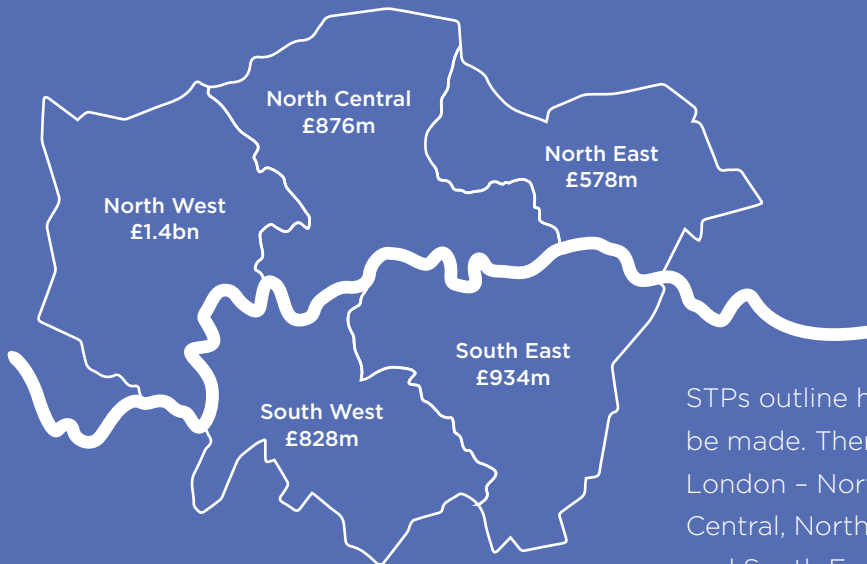 North Central
£876m
North East
£578m
North West
£1.4bn
South East
£934m
South West
£828m
STPs outline
be made.
London – Nor
Central, North